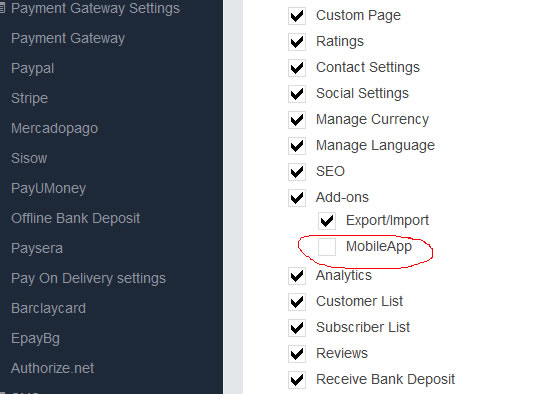 Payment Gateway Settings
Payment Gateway
Paypal
Stripe
Mercadopago
Sisow
PayUMoney
Offline Bank Deposit
Paysera
Pay On Delivery settings
Barclaycard
EpayBg
Authorize.net
Custom Page
Ratings
Contact Settings
Social Settings
Manage Currency
Manage Language
SEO
Add-ons
Export/Import
MobileApp
Analytics
Customer List
Subscriber List
Reviews
Receive Bank Deposit